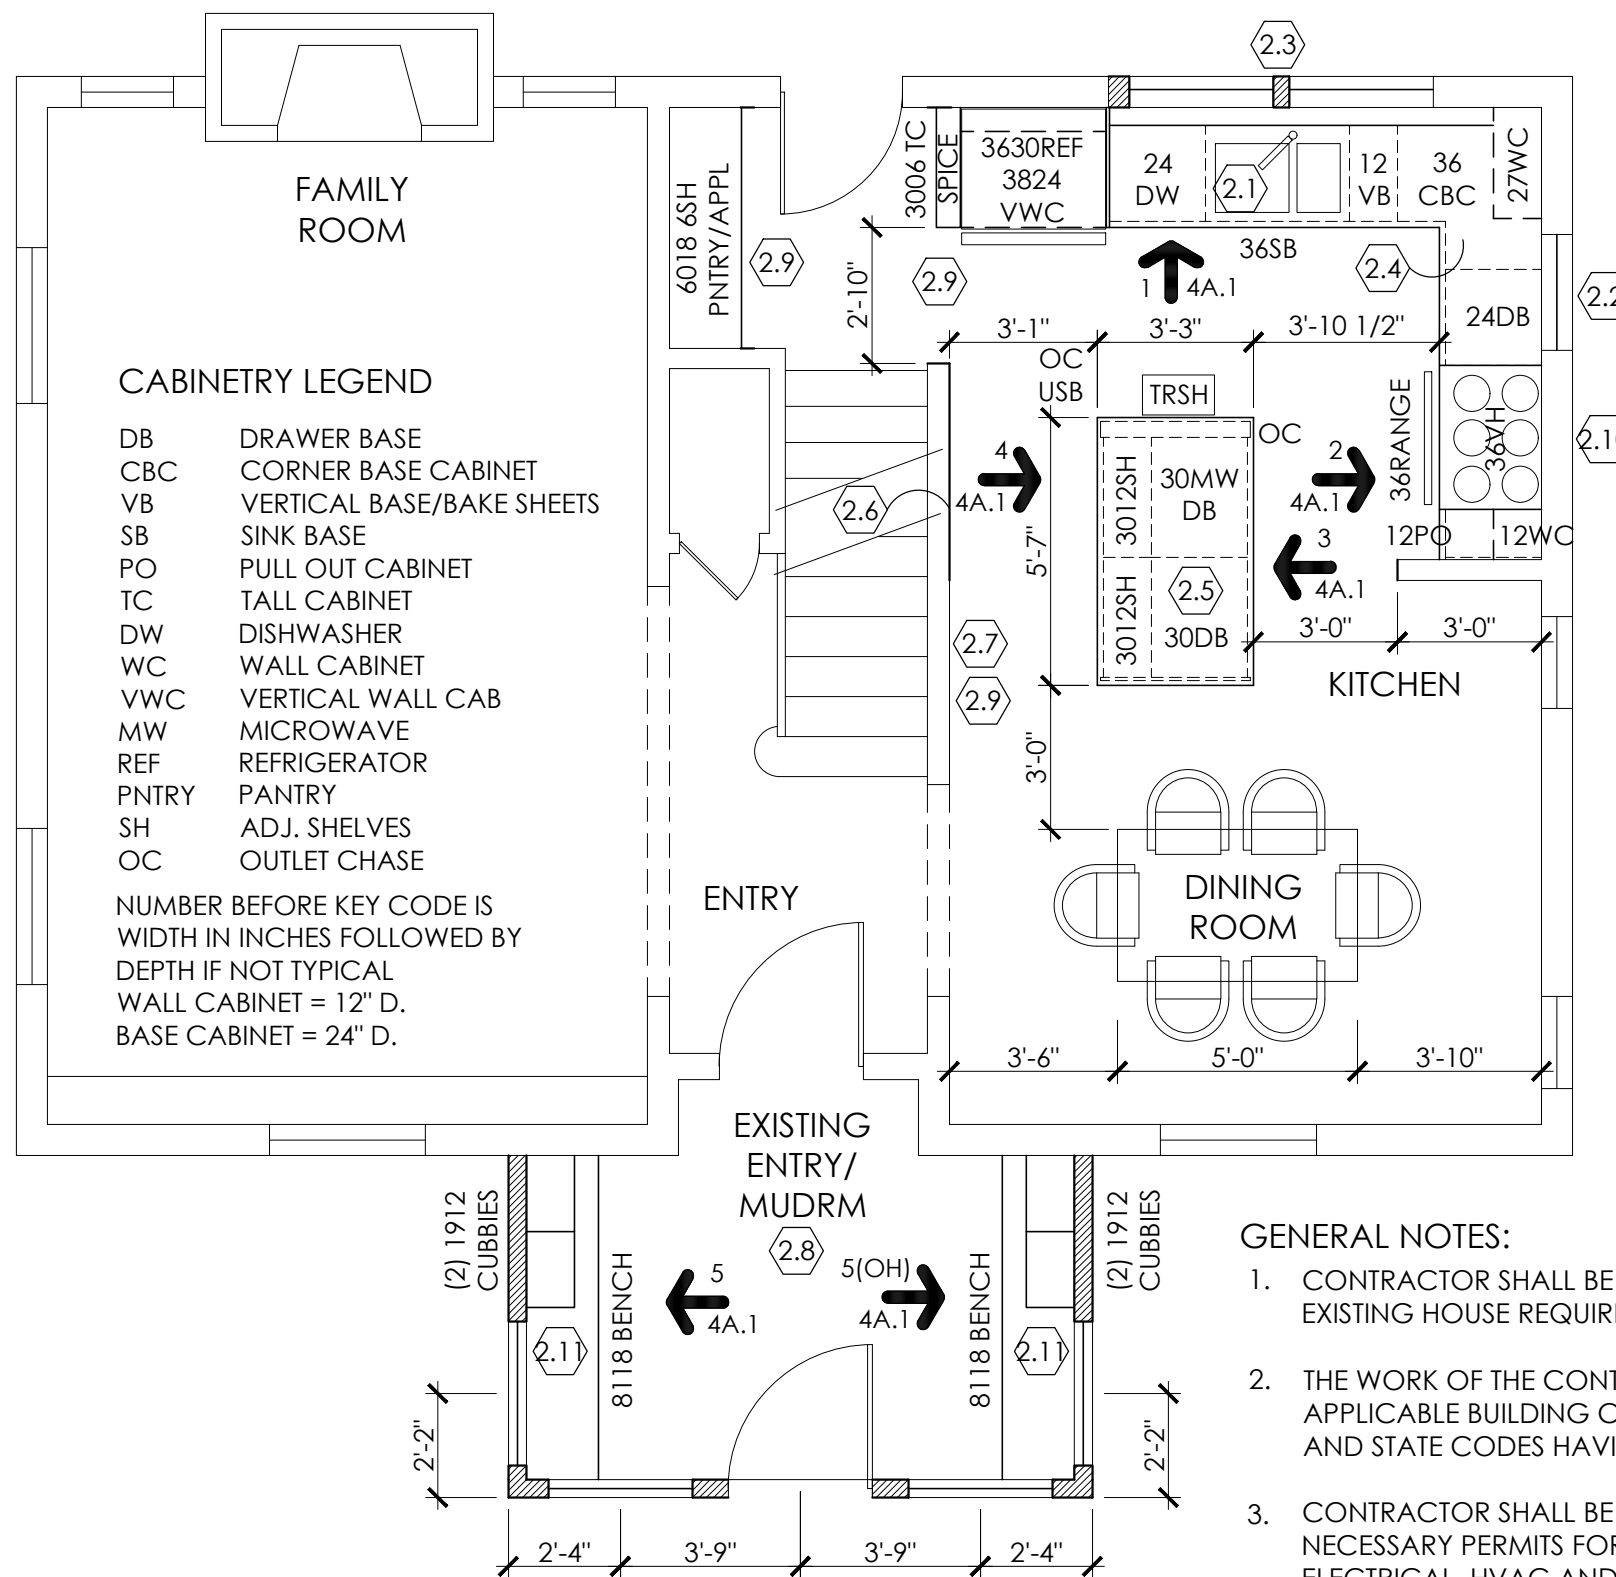 2.3
FAMILY
ROOM
6018 6SH
PNTRY/APPL
2.9
3006 TC
SPICE
3630REF
3824
VWC
24
DW
2.1
12
VB
36
CBC
27WC
36SB
2.4
2.9
1
4A.1
2'-10"
24DB
3'-1"
3'-3"
3'-10 1/2"
OC
USB
TRSH
OC
36RANGE
36VH
CABINETRY LEGEND
DB DRAWER BASE
CBC CORNER BASE CABINET
VB VERTICAL BASE/BAKE SHEETS
SB SINK BASE
PO PULL OUT CABINET
TC TALL CABINET
DW DISHWASHER
WC WALL CABINET
VWC VERTICAL WALL CAB
MW MICROWAVE
REF REFRIGERATOR
PNTRY PANTRY
SH ADJ. SHELVES
OC OUTLET CHASE
NUMBER BEFORE KEY CODE IS
WIDTH IN INCHES FOLLOWED BY
DEPTH IF NOT TYPICAL
WALL CABINET = 12" D.
BASE CABINET = 24" D.
2.6
4
4A.1
3012SH
30MW
DB
2
4A.1
12PO
12WC
3
4A.1
5'-7"
3012SH
2.5
30DB
2.7
2.9
3'-0"
3'-0"
KITCHEN
3'-0"
ENTRY
DINING
ROOM
3'-6"
5'-0"
3'-10"
EXISTING
ENTRY/
MUDRM
2.8
(2) 1912
CUBBIES
(2) 1912
CUBBIES
8118 BENCH
5
4A.1
5(OH)
4A.1
8118 BENCH
2.11
2.11
2'-2"
2'-2"
2'-4"
3'-9"
3'-9"
2'-4"
GENERAL NOTES:
1. CONTRACTOR SHALL BE
EXISTING HOUSE
2. THE WORK OF THE
APPLICABLE BUILDING
AND STATE CODES
3. CONTRACTOR SHALL BE
NECESSARY PERMITS FOR
ELECTRICAL, HVAC AND